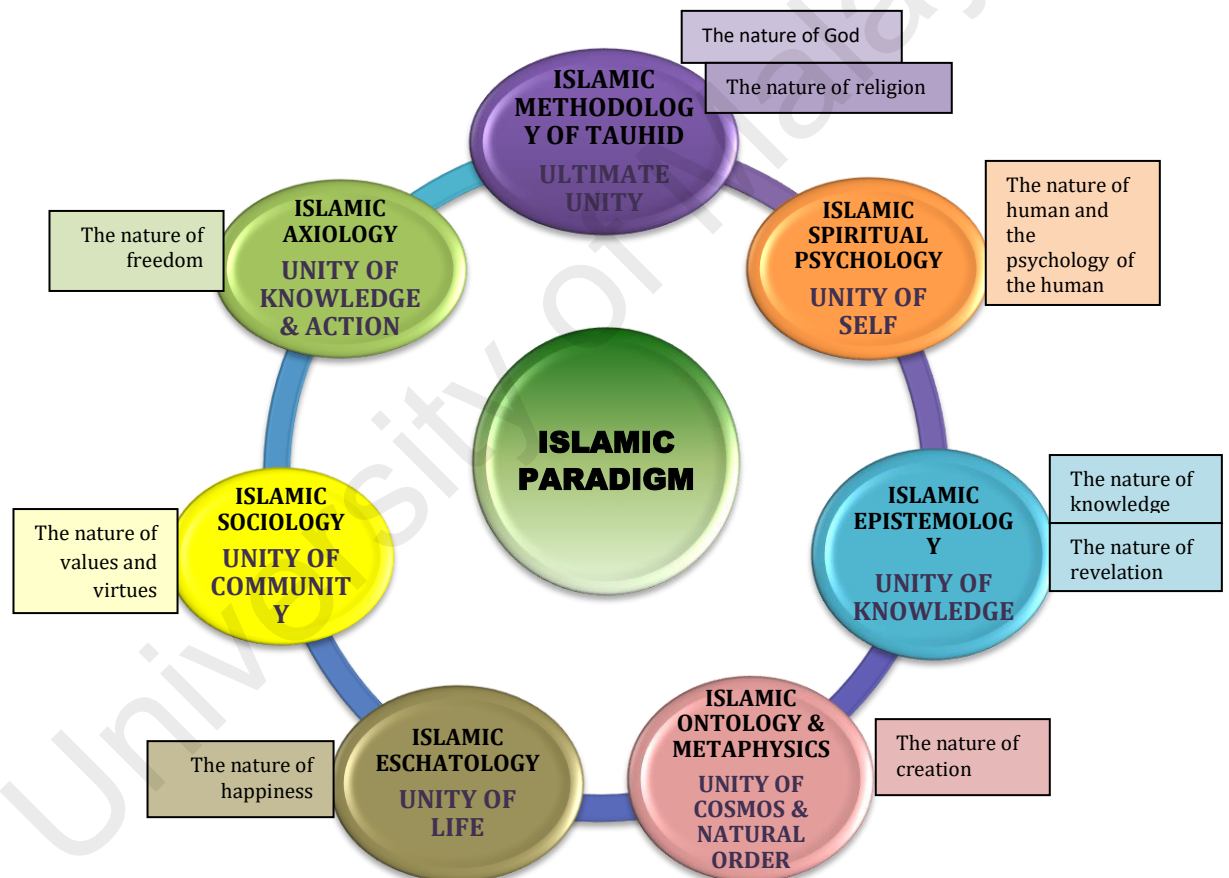 The nature of God
The nature of religion
ISLAMIC
METHODOLOG
Y OF TAUHID
ULTIMATE
UNITY
The nature of
human and
the
psychology of
the human
ISLAMIC
SPIRITUAL
PSYCHOLOGY
UNITY OF
SELF
The nature of
knowledge
The nature of
revelation
ISLAMIC
EPISTEMOLOG
Y
UNITY OF
KNOWLEDGE
ISLAMIC
ONTOLOGY &
METAPHYSICS
UNITY OF
COSMOS &
NATURAL
ORDER
The nature of
creation
ISLAMIC
ESCHATOLOGY
UNITY OF
LIFE
The nature of
happiness
ISLAMIC
SOCIOLOGY
UNITY OF
COMMUNIT
Y
The nature of
values and
virtues
ISLAMIC
AXIOLOGY
UNITY OF
KNOWLEDGE
& ACTION
The nature of
freedom
ISLAMIC
PARADIGM
University of Malay